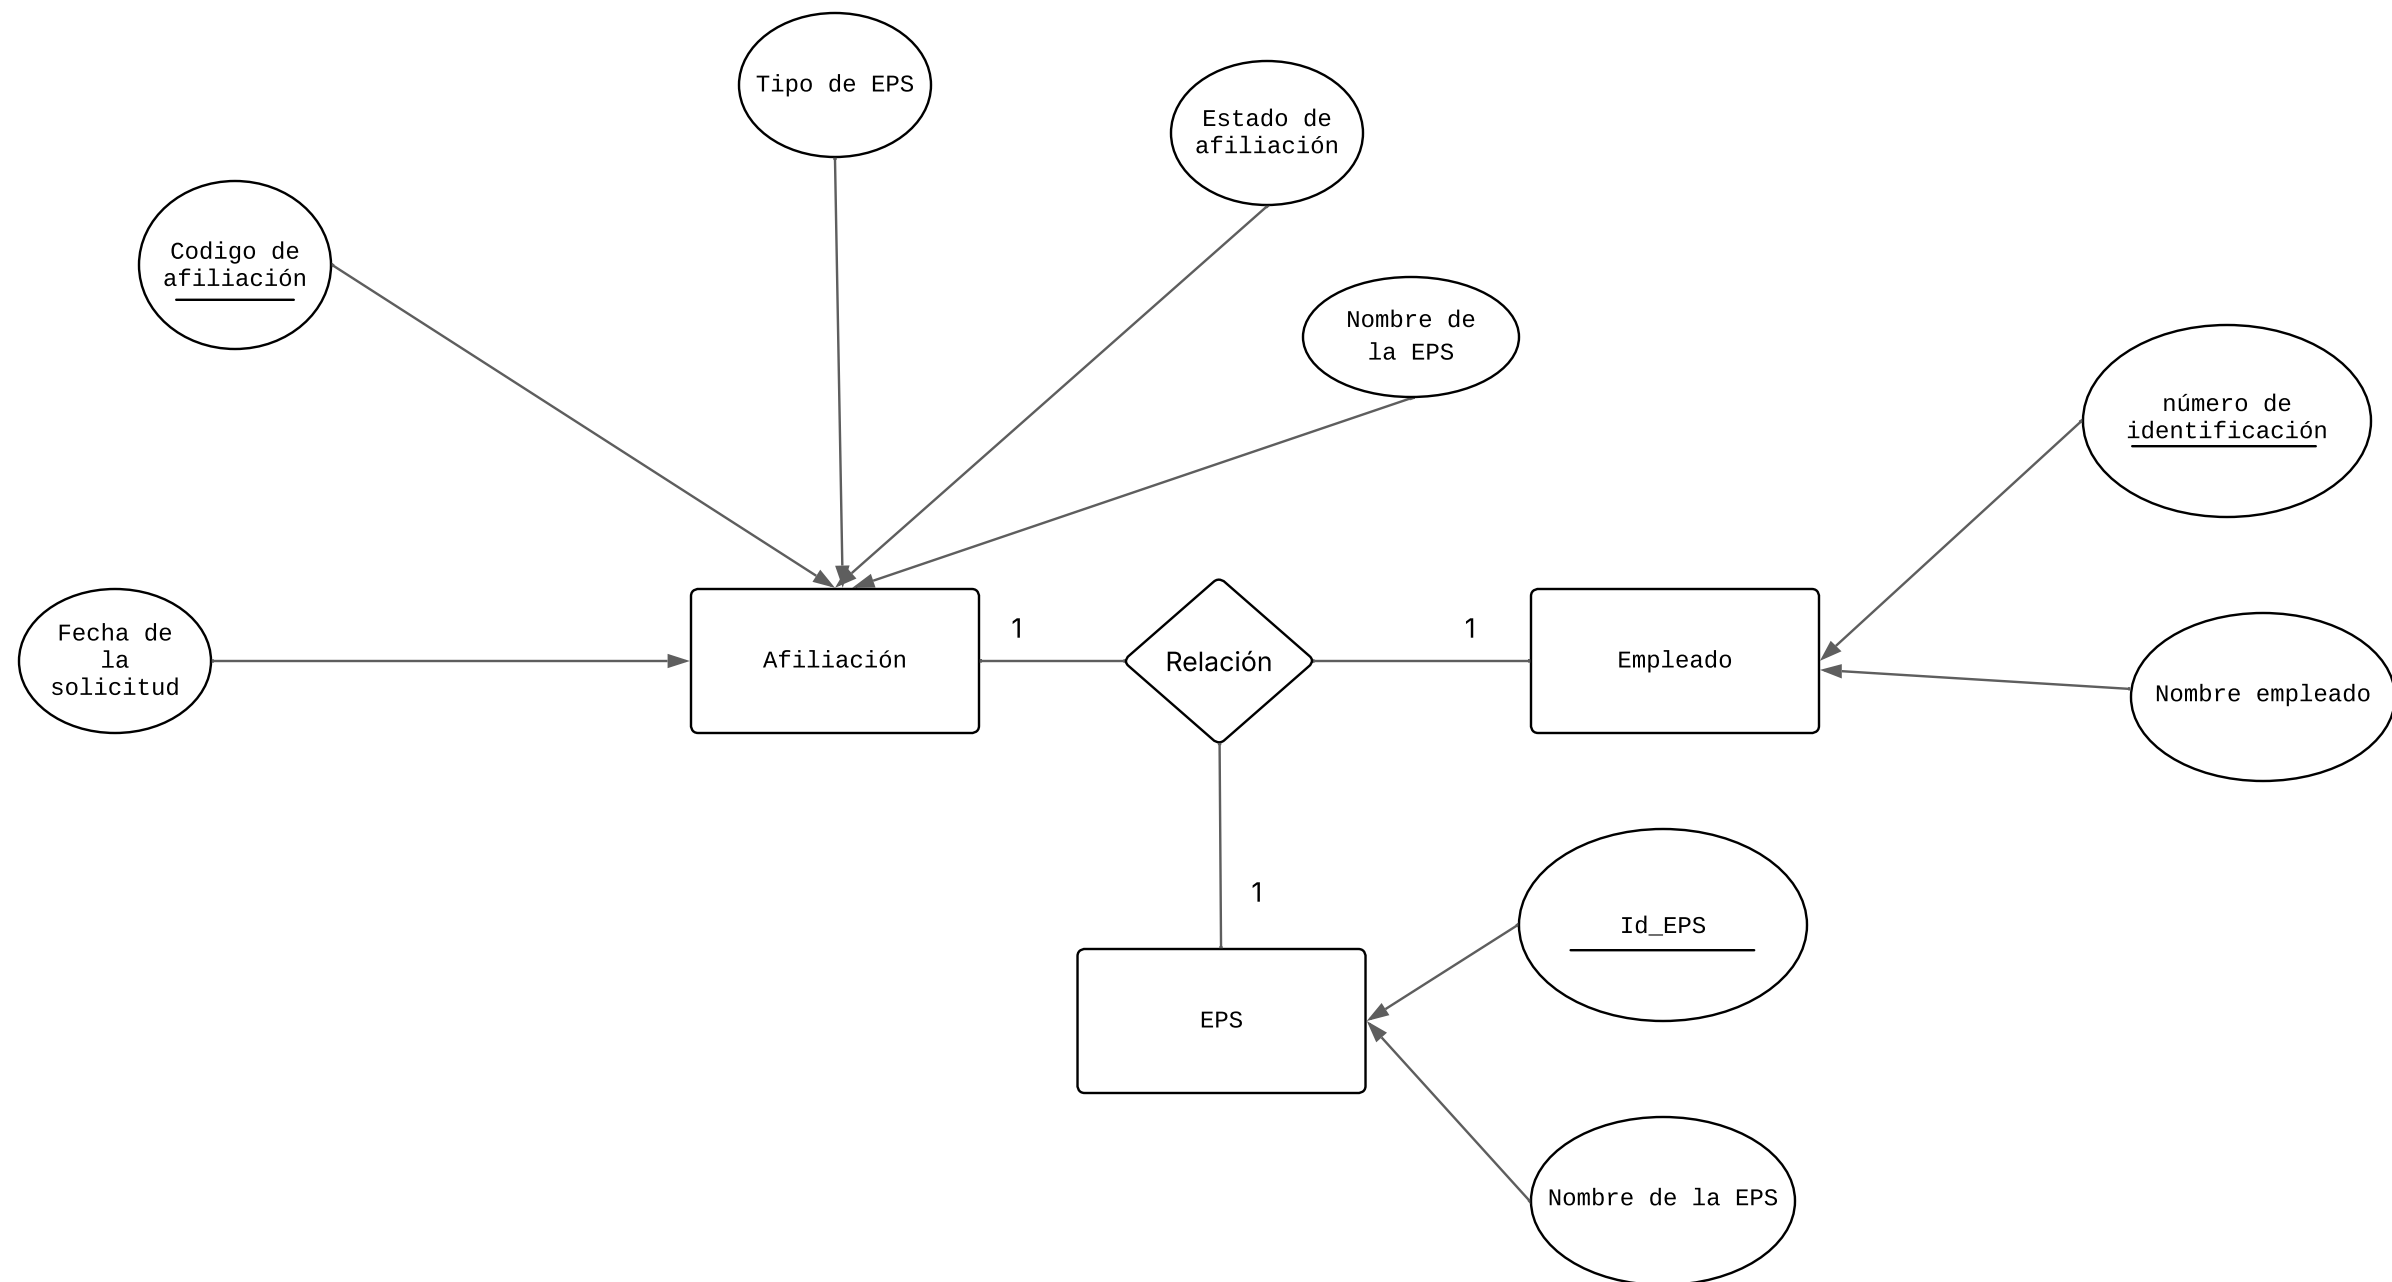 Tipo de EPS
Estado de
afiliación
Codigo de
afiliación
Nombre de
la EPS
número de
identificación
Fecha de
la
solicitud
Afiliación
1
Relación
1
Empleado
Nombre empleado
1
Id_EPS
EPS
Nombre de la EPS